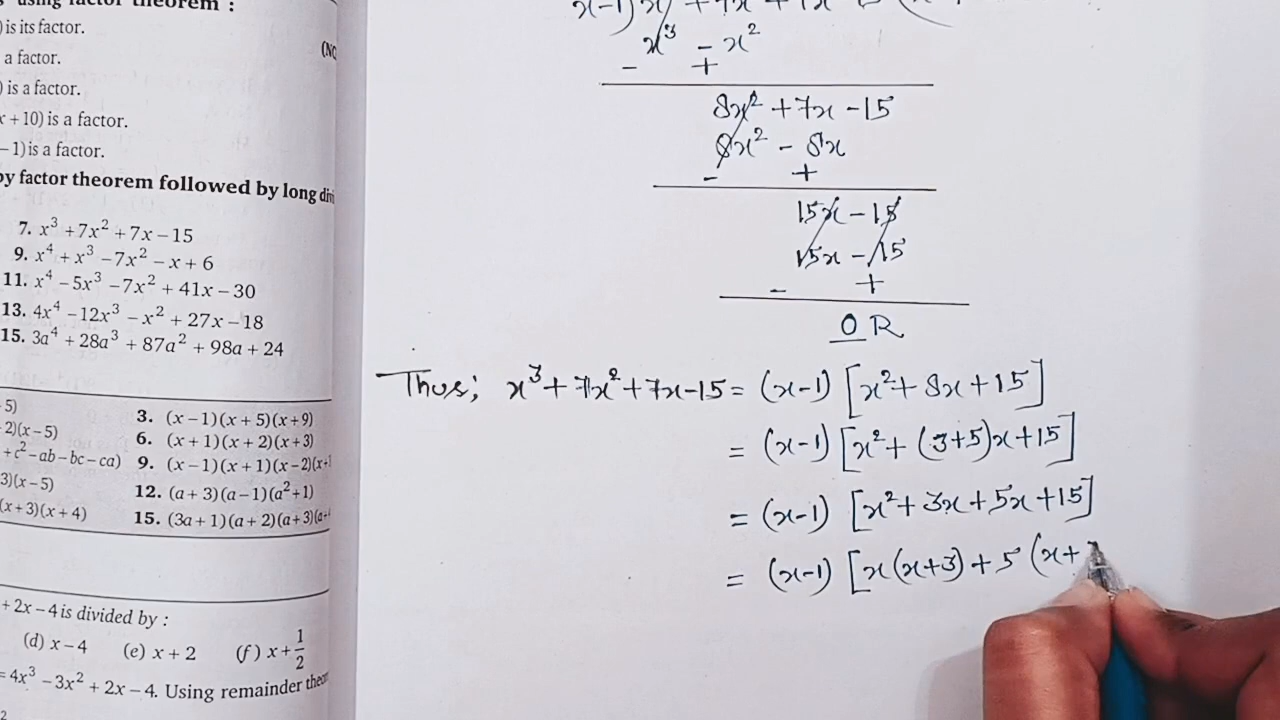 using factor theorem :
) is its factor.
(NC
a factor.
) is a factor.
x + 10) is a factor.
– 1) is a factor.
by factor theorem followed by long
7. x³ + 7x² + 7x – 15
9. x⁴ + x³ – 7x² – x + 6
11. x⁴ – 5x³ – 7x² + 41x – 30
13. 4x⁴ – 12x³ – x² + 27x – 18
15. 3a⁴ + 28a³ + 87a² + 98a + 24
5)
3. (x – 1)(x + 5)(x + 9)
2)(x – 5)
6. (x + 1)(x + 2)(x + 3)
+ c² – ab – bc – ca)
9. (x – 1)(x + 1)(x – 2)(x +
3)(x – 5)
12. (a + 3)(a – 1)(a² + 1)
(x + 3)(x + 4)
15. (3a + 1)(a + 2)(a + 3)(a +
+ 2x – 4 is divided by :
(d) x – 4 (e) x + 2 (f) x + 1/2
= 4x³ – 3x² + 2x – 4. Using remainder
x³ – x²
– +
8x² + 7x – 15
8x² – 8x
– +
15x – 15
15x – 15
– +
0 R
Thus; x³ + 7x² + 7x – 15 = (x–1) [x² + 8x + 15]
= (x–1) [x² + (3+5)x + 15]
= (x–1) [x² + 3x + 5x + 15]
= (x–1) [x(x+3) + 5(x+